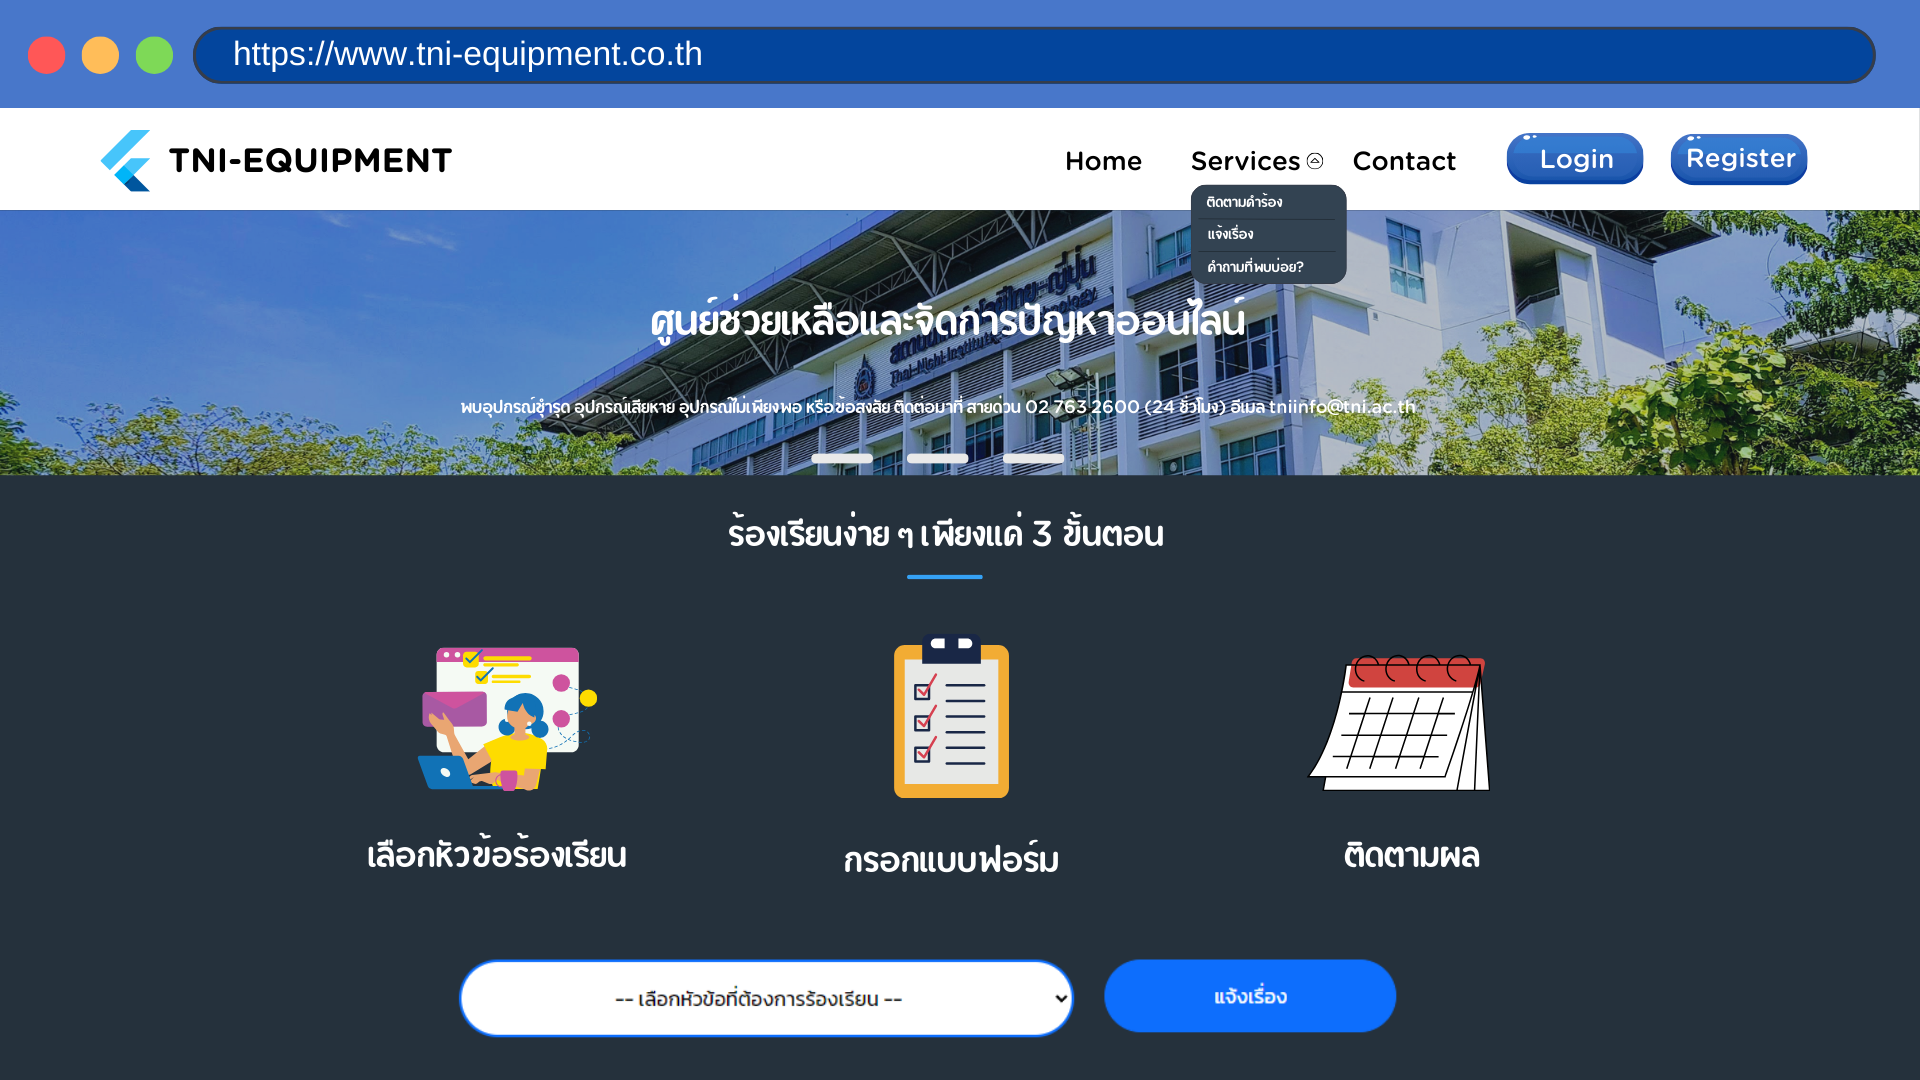 https://www.tni-equipment.co.th
TNI-EQUIPMENT
Home
Services
Contact
Login
Register
ติดตามคำร้อง
แจ้งเรื่อง
คำถามที่พบบ่อย?
ศูนย์ช่วยเหลือและจัดการปัญหาออนไลน์
พบอุปกรณ์ชำรุด อุปกรณ์เสียหาย อุปกรณ์ไม่เพียงพอ หรือข้อสงสัย ติดต่อมาที่ สายด่วน 02 763 2600 (24 ชั่วโมง) อีเมล tniinfo@tni.ac.th
ร้องเรียนง่าย ๆ เพียงแค่ 3 ขั้นตอน
เลือกหัวข้อร้องเรียน
กรอกแบบฟอร์ม
ติดตามผล
-- เลือกหัวข้อที่ต้องการร้องเรียน --
แจ้งเรื่อง